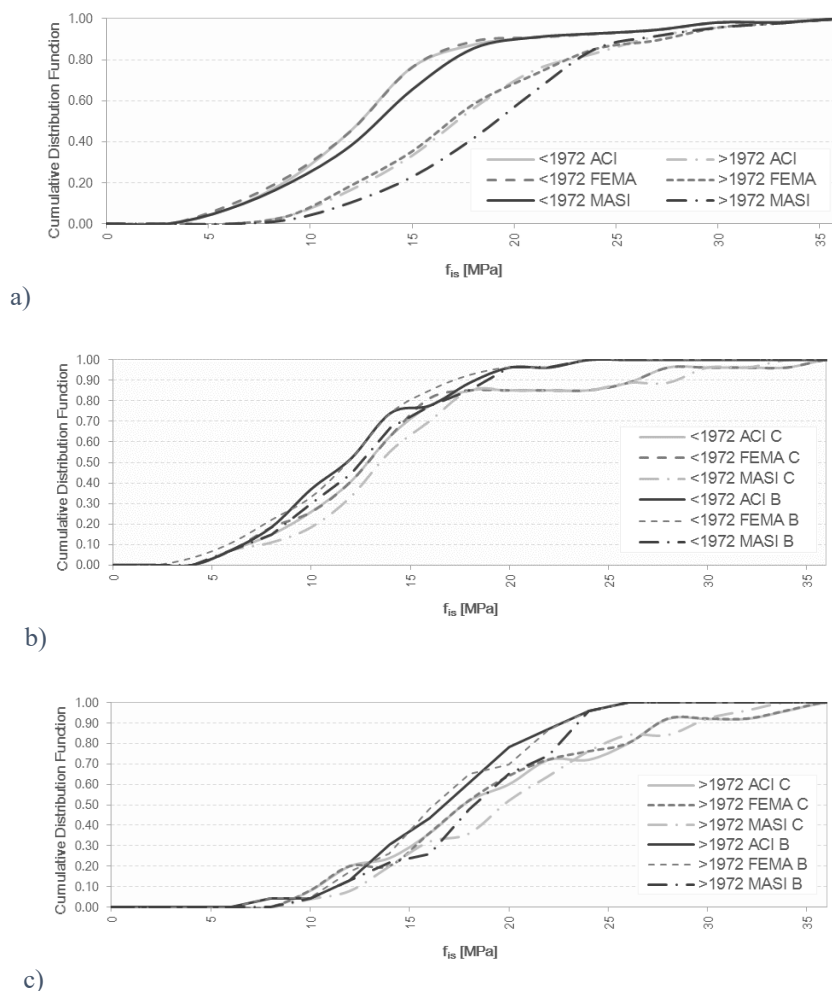 1.00
0.80
0.60
0.40
0.20
0.00
Cumulative Distribution Function
<1972 ACI
>1972 ACI
<1972 FEMA
>1972 FEMA
<1972 MASI
>1972 MASI
0
5
10
15
20
25
30
35
fis [MPa]
a)
1.00
0.90
0.80
0.70
0.60
0.50
0.40
0.30
0.20
0.10
0.00
Cumulative Distribution Function
<1972 ACI C
<1972 FEMA C
<1972 MASI C
<1972 ACI B
<1972 FEMA B
<1972 MASI B
0
5
10
15
20
25
30
35
fis [MPa]
b)
1.00
0.90
0.80
0.70
0.60
0.50
0.40
0.30
0.20
0.10
0.00
Cumulative Distribution Function
>1972 ACI C
>1972 FEMA C
>1972 MASI C
>1972 ACI B
>1972 FEMA B
>1972 MASI B
0
5
10
15
20
25
30
35
fis [MPa]
c)